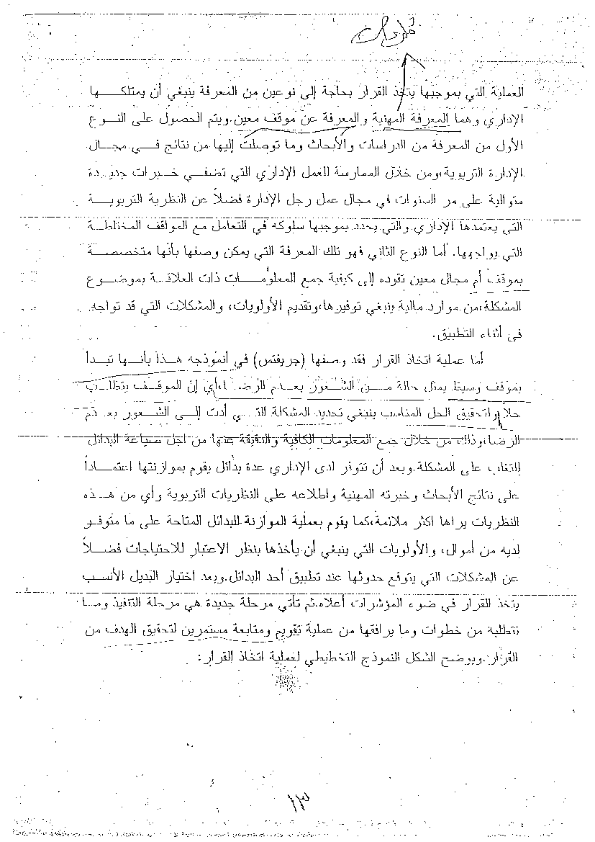 العملية التي بموجبها يتخذ القرار بحاجة إلى نوعين من المعرفة ينبغي أن يمتلكها
الإداري وهما المعرفة المهنية والمعرفة عن موقف معين.ويتم الحصول على النوع
الأول من المعرفة من الدراسات والأبحاث وما توصلت إليها من نتائج في مجال
الإدارة التربوية،ومن خلال الممارسة للعمل الإداري التي تضفي خبرات جديدة
متوالية على مر السنوات في مجال عمل رجل الإدارة فضلاً عن النظرية التربوية
التي يعتمدها الإداري والتي يحدد بموجبها سلوكه في التعامل مع المواقف المختلطة
التي يواجهها. أما النوع الثاني فهو تلك المعرفة التي يمكن وصفها بأنها متخصصة
بموقف أم مجال معين تقوده إلى كيفية جمع المعلومات ذات العلاقة بموضوع
المشكلة،من موارد مالية ينبغي توفيرها،وتقديم الأولويات، والمشكلات التي قد تواجه
في أثناء التطبيق.
أما عملية اتخاذ القرار فقد وصفها (جريفثس) في أنموذجه هذا بأنها تبدأ
بموقف وسيط يمثل حالة من الشعور بعدم الرضا،أي إن الموقف يتطلب
حلا ولتحقيق الحل المناسب ينبغي تحديد المشكلة التي أدت إلى الشعور بعدم
الرضا،وذلك من خلال جمع المعلومات الكافية والدقيقة عنها من اجل صياغة البدائل
للتغلب على المشكلة.وبعد أن تتوافر لدى الإداري عدة بدائل يقوم بموازنتها اعتماداً
على نتائج الأبحاث وخبرته المهنية واطلاعه على النظريات التربوية وأي من هذه
النظريات يراها اكثر ملائمة،كما يقوم بعملية الموازنة للبدائل المتاحة على ما متوفو
لديه من أموال، والأولويات التي ينبغي أن يأخذها بنظر الاعتبار للاحتياجات فضلاً
عن المشكلات التي يتوقع حدوثها عند تطبيق أحد البدائل.وبعد اختيار البديل الأنسب
يتخذ القرار في ضوء المؤشرات أعلاه.ثم تأتي مرحلة جديدة هي مرحلة التنفيذ وما
تتطلبه من خطوات وما يرافقها من عملية تقويم ومتابعة مستمرين لتحقيق الهدف من
القرار.ويوضح الشكل النموذج التخطيطي لعملية اتخاذ القرار:
١٣